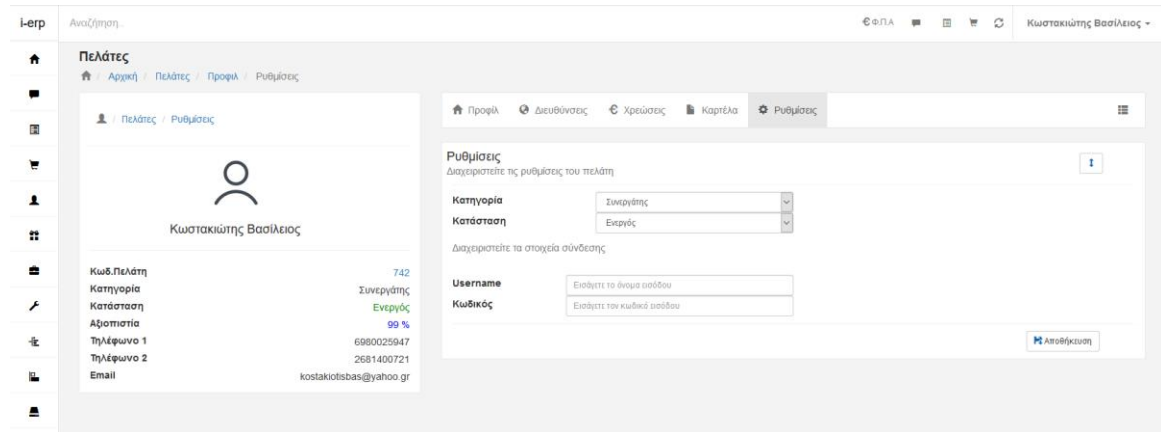 i-erp
Αναζήτηση..
€ Φ.Π.Α
Κωστακιώτης Βασίλειος
Πελάτες
/ Αρχική / Πελάτες / Προφιλ / Ρυθμίσεις
/ Πελάτες / Ρυθμίσεις
Κωστακιώτης Βασίλειος
Κωδ.Πελάτη 742
Κατηγορία Συνεργάτης
Κατάσταση Ενεργός
Αξιοπιστία 99 %
Τηλέφωνο 1 6980025947
Τηλέφωνο 2 2681400721
Email kostakiotisbas@yahoo.gr
Προφίλ Διευθύνσεις € Χρεώσεις Καρτέλα Ρυθμίσεις
Ρυθμίσεις
Διαχειριστείτε τις ρυθμίσεις του πελάτη
Κατηγορία Συνεργάτης
Κατάσταση Ενεργός
Διαχειριστείτε τα στοιχεία σύνδεσης
Username Εισάγετε το όνομα εισόδου
Κωδικός Εισάγετε τον κωδικό εισόδου
Αποθήκευση